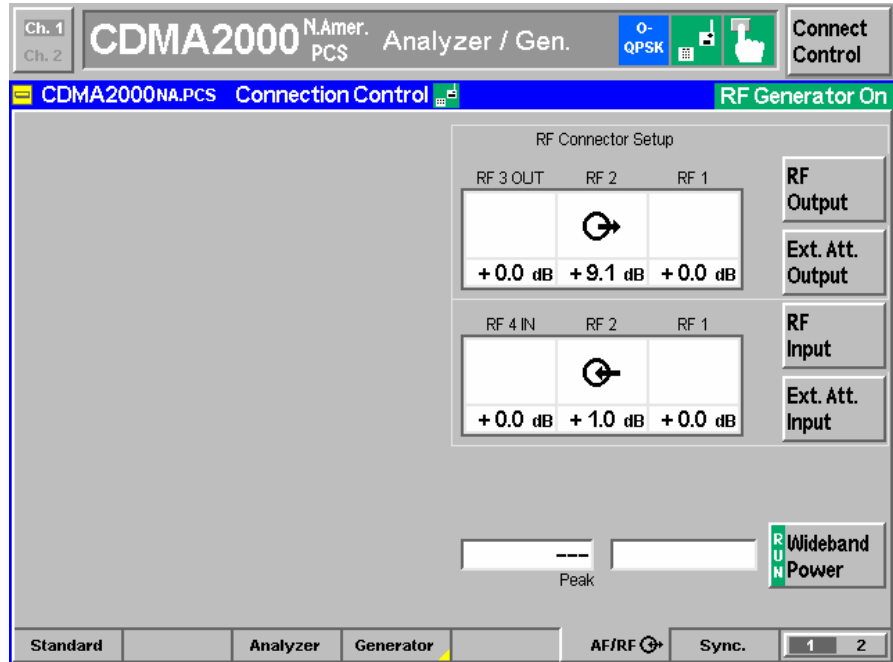 Ch. 1
Ch. 2
CDMA2000 N.Amer. PCS Analyzer / Gen.
O-
QPSK
Connect
Control
CDMA2000NA.PCS Connection Control
RF Generator On
RF Connector Setup
RF 3 OUT RF 2 RF 1
RF
Output
+ 0.0 dB + 9.1 dB + 0.0 dB
Ext. Att.
Output
RF 4 IN RF 2 RF 1
RF
Input
+ 0.0 dB + 1.0 dB + 0.0 dB
Ext. Att.
Input
---
Peak
RUN
Wideband
Power
Standard Analyzer Generator AF/RF Sync. 1 2